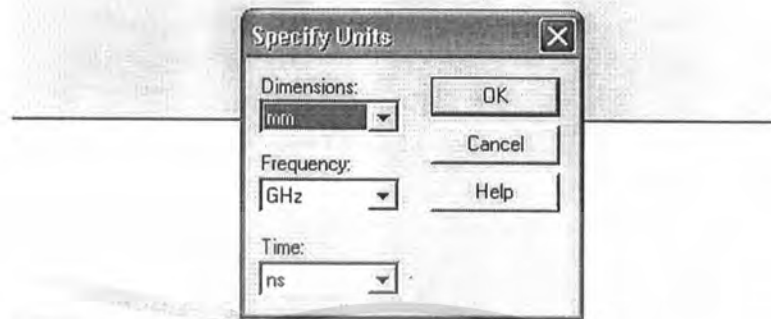 Specify Units
Dimensions:
mm
OK
Cancel
Frequency:
GHz
Help
Time:
ns